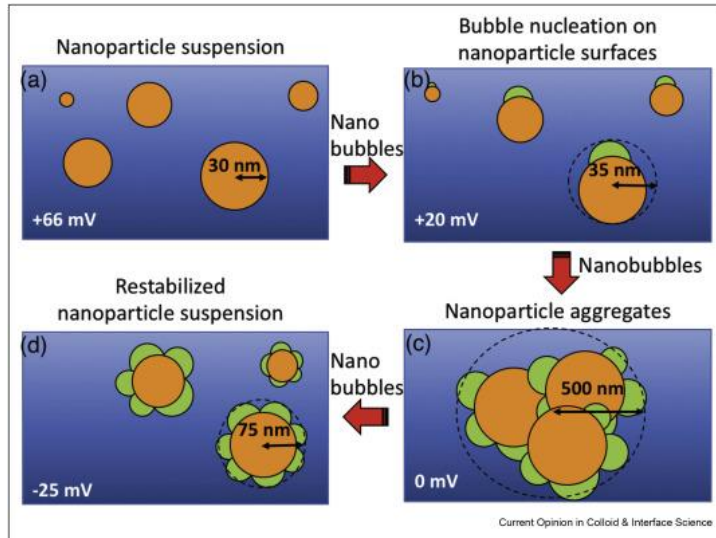 Nanoparticle suspension
(a)
30 nm
+66 mV
Nano
bubbles
Bubble nucleation on
nanoparticle surfaces
(b)
35 nm
+20 mV
Nanobubbles
Nanoparticle aggregates
(c)
500 nm
0 mV
Nano
bubbles
Restabilized
nanoparticle suspension
(d)
75 nm
-25 mV
Current Opinion in Colloid & Interface Science